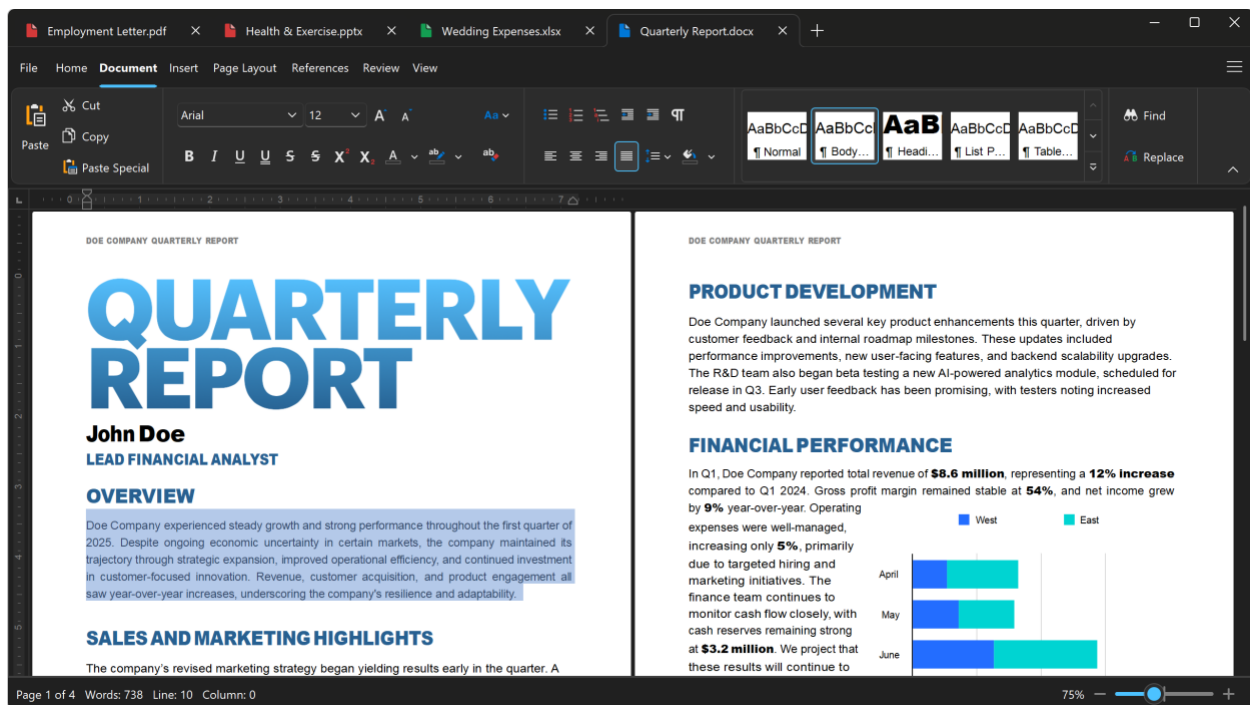 Employment Letter.pdf
Health & Exercise.pptx
Wedding Expenses.xlsx
Quarterly Report.docx
File Home Document Insert Page Layout References Review View
Paste
Cut
Copy
Paste Special
Arial
12
Aa
AaBbCcD
¶ Normal
AaBbCcI
¶ Body...
AaB
¶ Headi...
AaBbCcD
¶ List P...
AaBbCcD
¶ Table...
Find
Replace
0 1 2 3 4 5 6 7
DOE COMPANY QUARTERLY REPORT
QUARTERLY
REPORT
John Doe
LEAD FINANCIAL ANALYST
OVERVIEW
Doe Company experienced steady growth and strong performance throughout the first quarter of
2025. Despite ongoing economic uncertainty in certain markets, the company maintained its
trajectory through strategic expansion, improved operational efficiency, and continued investment
in customer-focused innovation. Revenue, customer acquisition, and product engagement all
saw year-over-year increases, underscoring the company's resilience and adaptability.
SALES AND MARKETING HIGHLIGHTS
The company's revised marketing strategy began yielding results early in the quarter. A
DOE COMPANY QUARTERLY REPORT
PRODUCT DEVELOPMENT
Doe Company launched several key product enhancements this quarter, driven by
customer feedback and internal roadmap milestones. These updates included
performance improvements, new user-facing features, and backend scalability upgrades.
The R&D team also began beta testing a new AI-powered analytics module, scheduled for
release in Q3. Early user feedback has been promising, with testers noting increased
speed and usability.
FINANCIAL PERFORMANCE
In Q1, Doe Company reported total revenue of $8.6 million, representing a 12% increase
compared to Q1 2024. Gross profit margin remained stable at 54%, and net income grew
by 9% year-over-year. Operating
expenses were well-managed,
increasing only 5%, primarily
due to targeted hiring and
marketing initiatives. The
finance team continues to
monitor cash flow closely, with
cash reserves remaining strong
at $3.2 million. We project that
these results will continue to
West
East
April
May
June
Page 1 of 4 Words: 738 Line: 10 Column: 0
75%